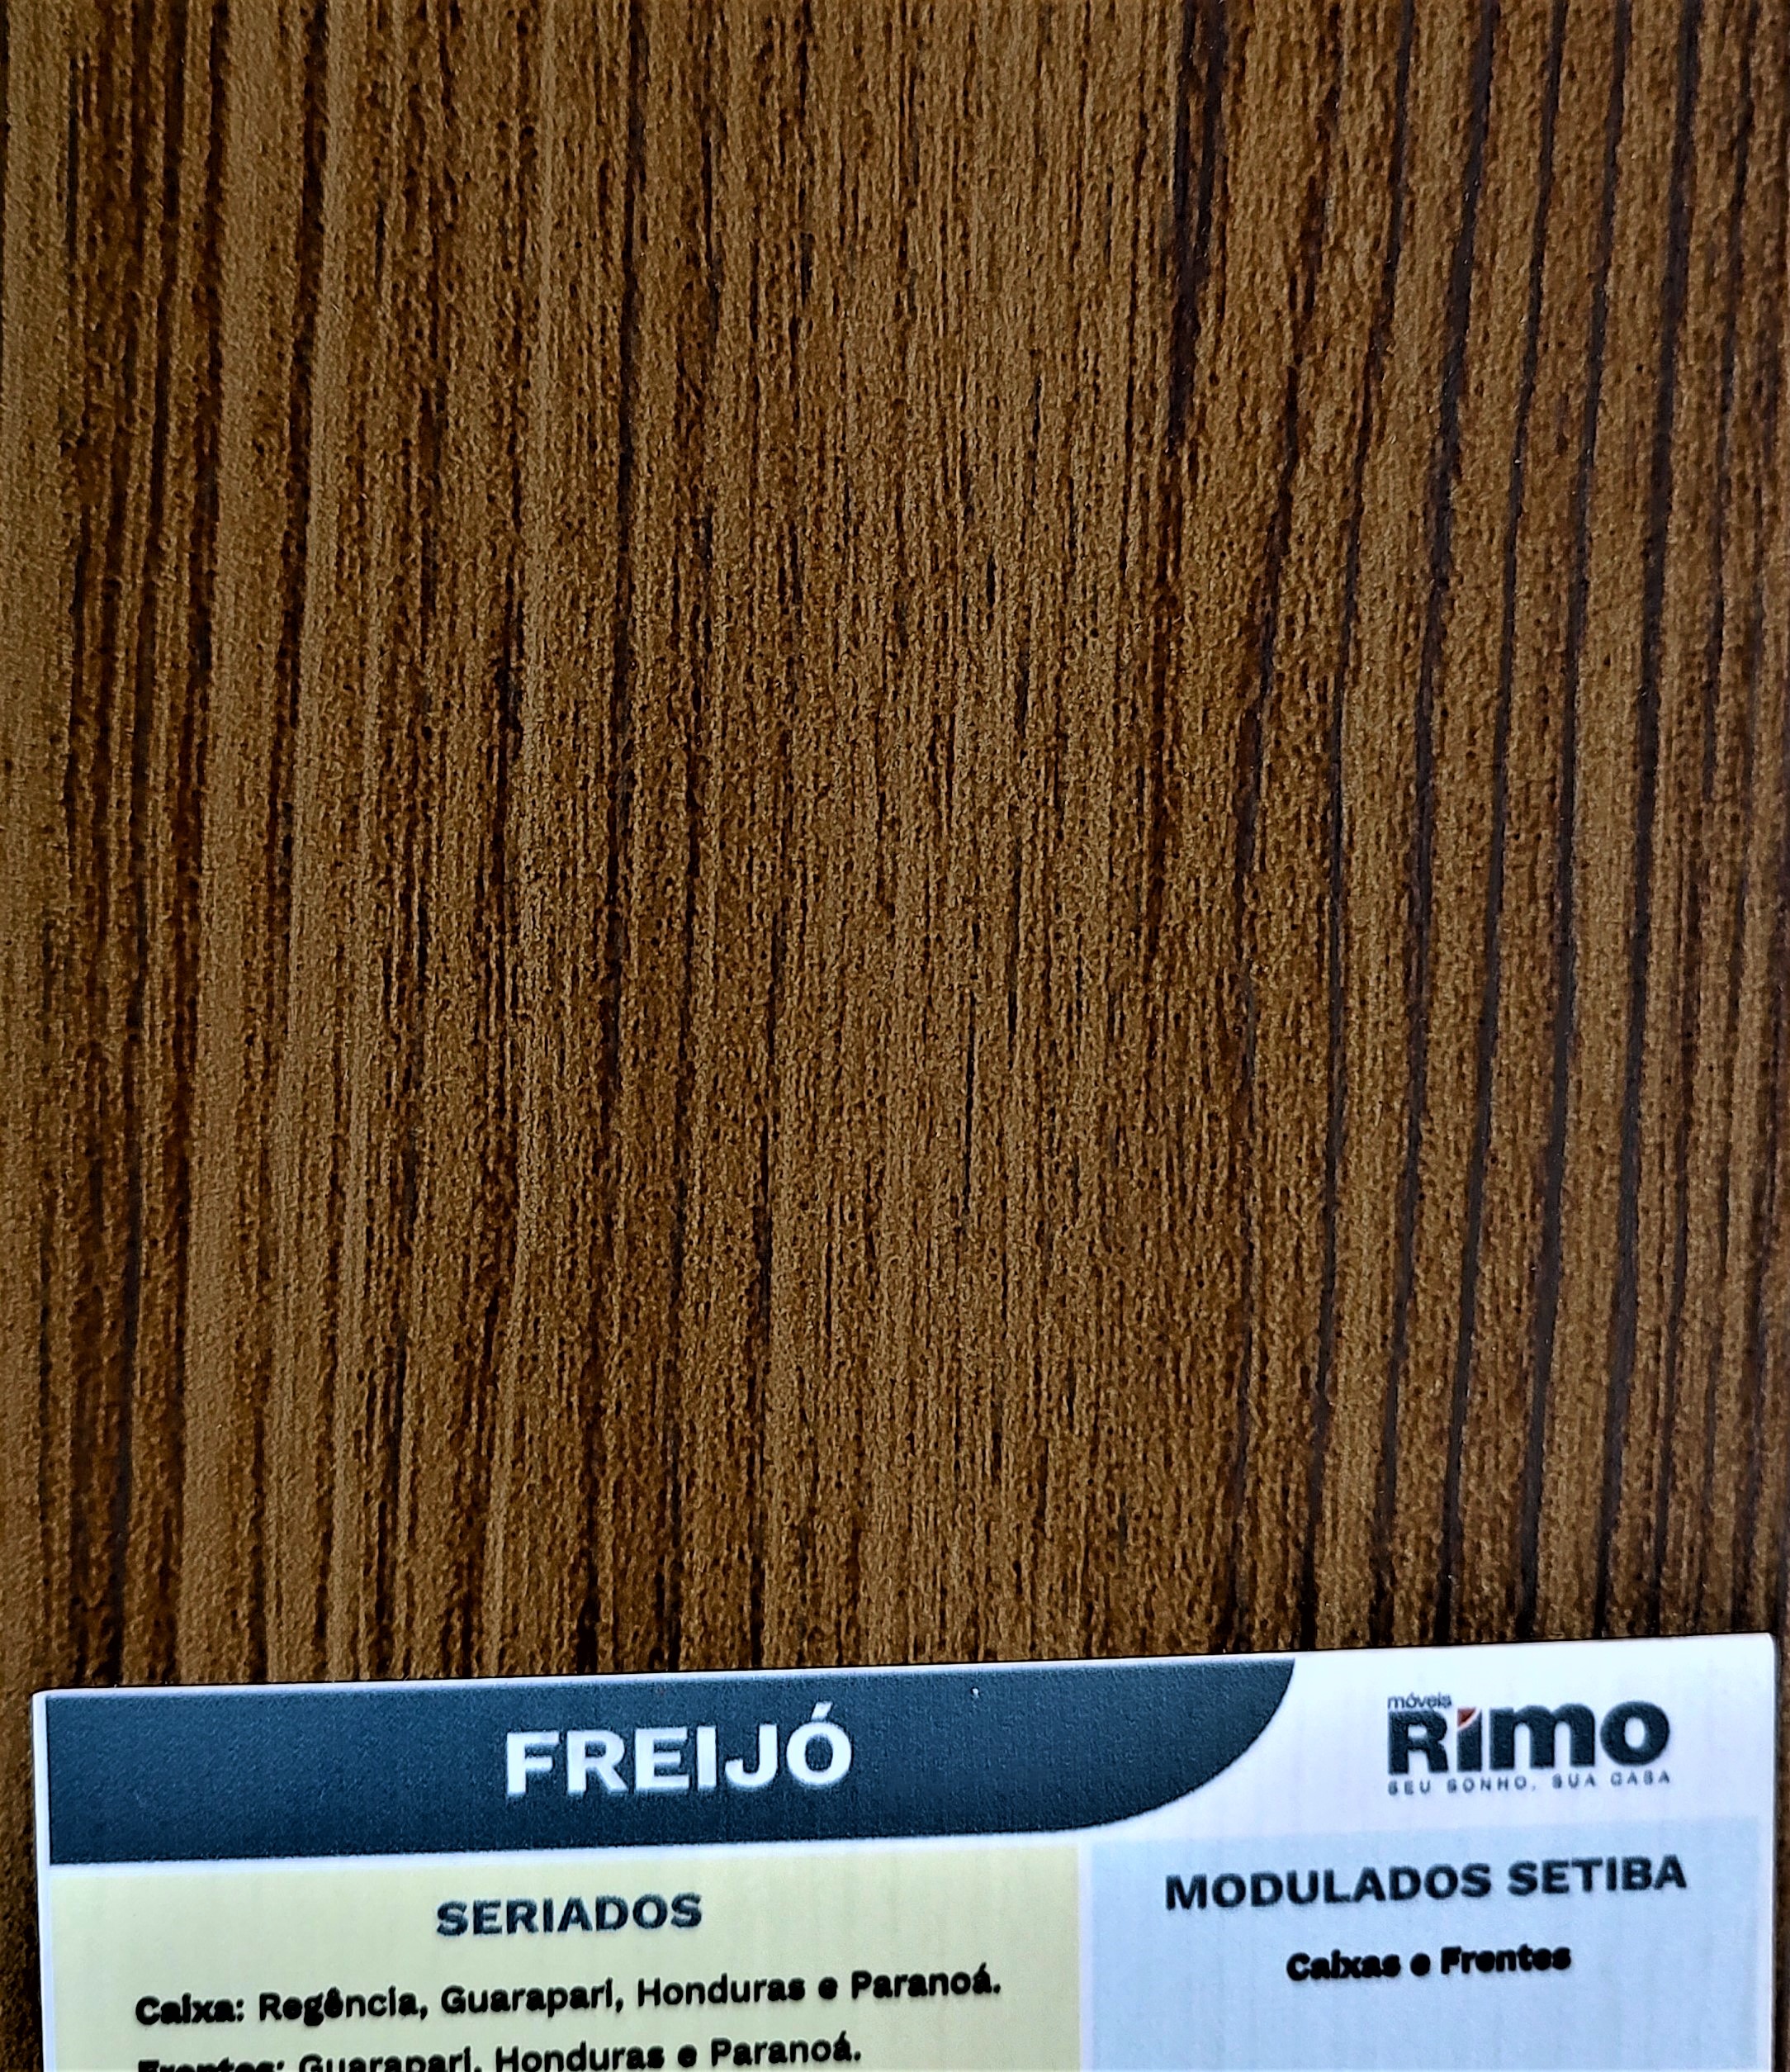 FREIJÓ
móveis
Rimo
SEU SONHO, SUA CASA
SERIADOS
Caixa: Regência, Guarapari, Honduras e Paranoá.
Frentes: Guarapari, Honduras e Paranoá.
MODULADOS SETIBA
Caixas e Frentes